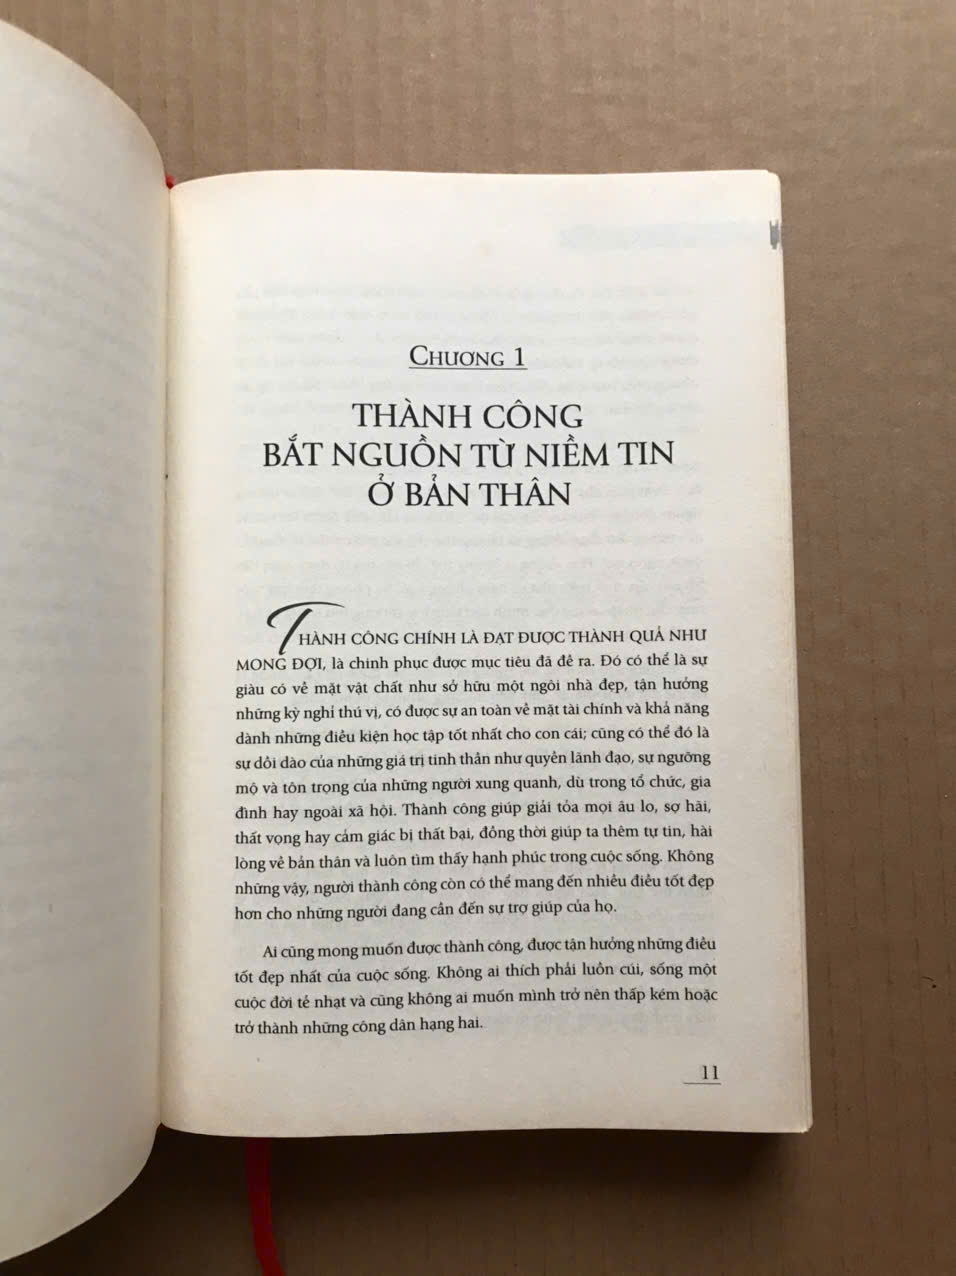 CHƯƠNG 1
THÀNH CÔNG
BẮT NGUỒN TỪ NIỀM TIN
Ở BẢN THÂN
THÀNH CÔNG CHÍNH LÀ ĐẠT ĐƯỢC THÀNH QUẢ NHƯ
MONG ĐỢI, là chinh phục được mục tiêu đã đề ra. Đó có thể là sự
giàu có về mặt vật chất như sở hữu một ngôi nhà đẹp, tận hưởng
những kỳ nghỉ thú vị, có được sự an toàn về mặt tài chính và khả năng
dành những điều kiện học tập tốt nhất cho con cái; cũng có thể đó là
sự dồi dào của những giá trị tinh thần như quyền lãnh đạo, sự ngưỡng
mộ và tôn trọng của những người xung quanh, dù trong tổ chức, gia
đình hay ngoài xã hội. Thành công giúp giải tỏa mọi âu lo, sợ hãi,
thất vọng hay cảm giác bị thất bại, đồng thời giúp ta thêm tự tin, hài
lòng về bản thân và luôn tìm thấy hạnh phúc trong cuộc sống. Không
những vậy, người thành công còn có thể mang đến nhiều điều tốt đẹp
hơn cho những người đang cần đến sự trợ giúp của họ.
Ai cũng mong muốn được thành công, được tận hưởng những điều
tốt đẹp nhất của cuộc sống. Không ai thích phải luồn cúi, sống một
cuộc đời tẻ nhạt và cũng không ai muốn mình trở nên thấp kém hoặc
trở thành những công dân hạng hai.
11